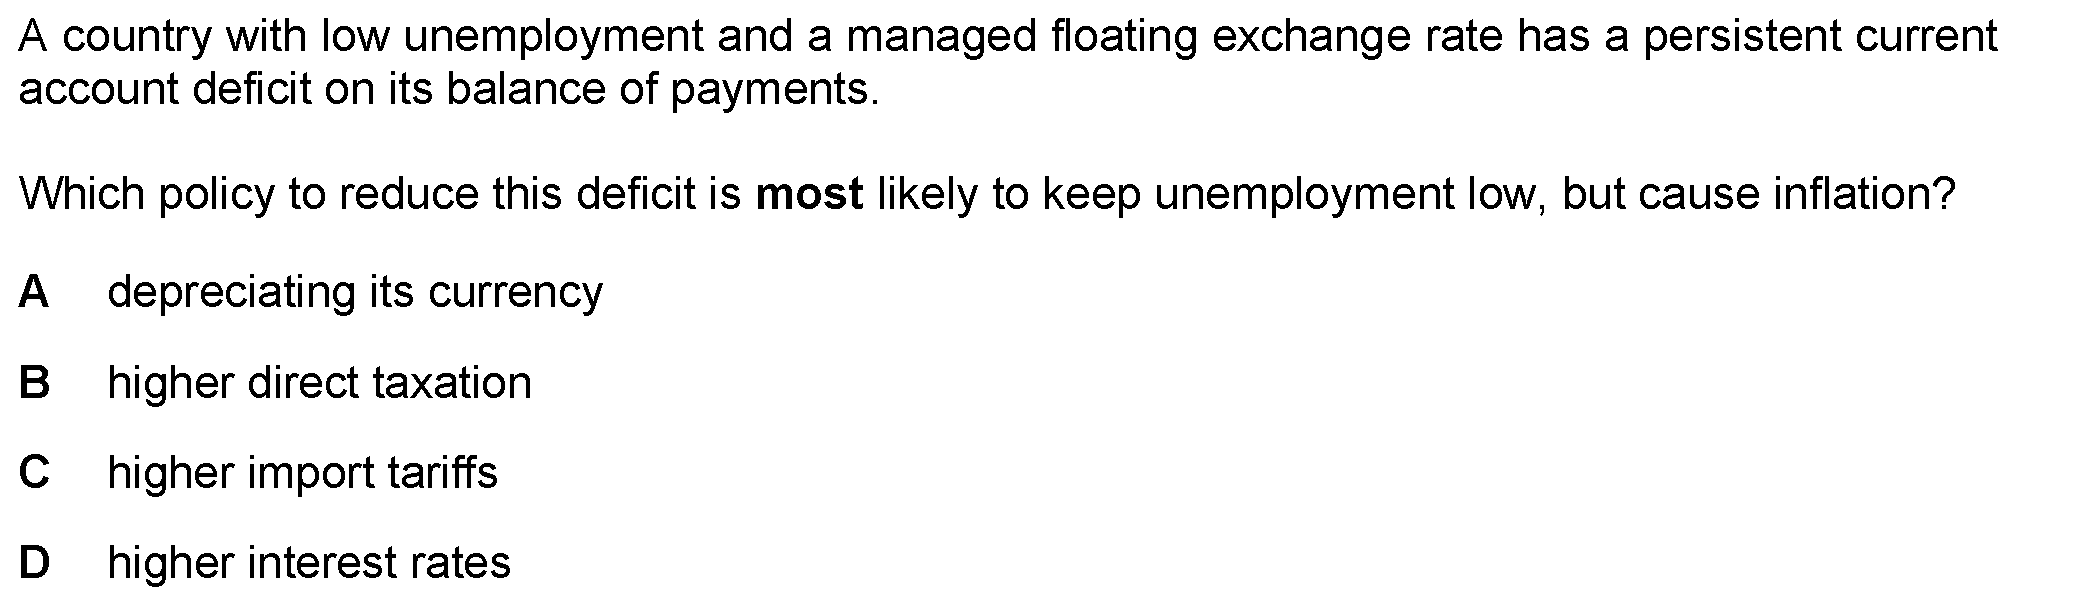 A country with low unemployment and a managed floating exchange rate has a persistent current
account deficit on its balance of payments.
Which policy to reduce this deficit is most likely to keep unemployment low, but cause inflation?
A depreciating its currency
B higher direct taxation
C higher import tariffs
D higher interest rates